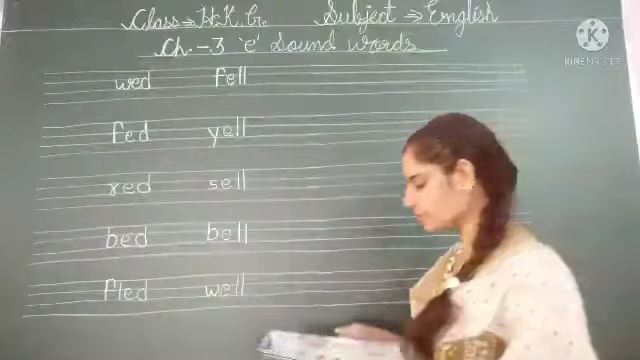 Class → H.K.G. Subject → English
Ch. - 3 'e' Sound words
wed fell
fed yell
red sell
bed bell
fled well
KINEMASTER